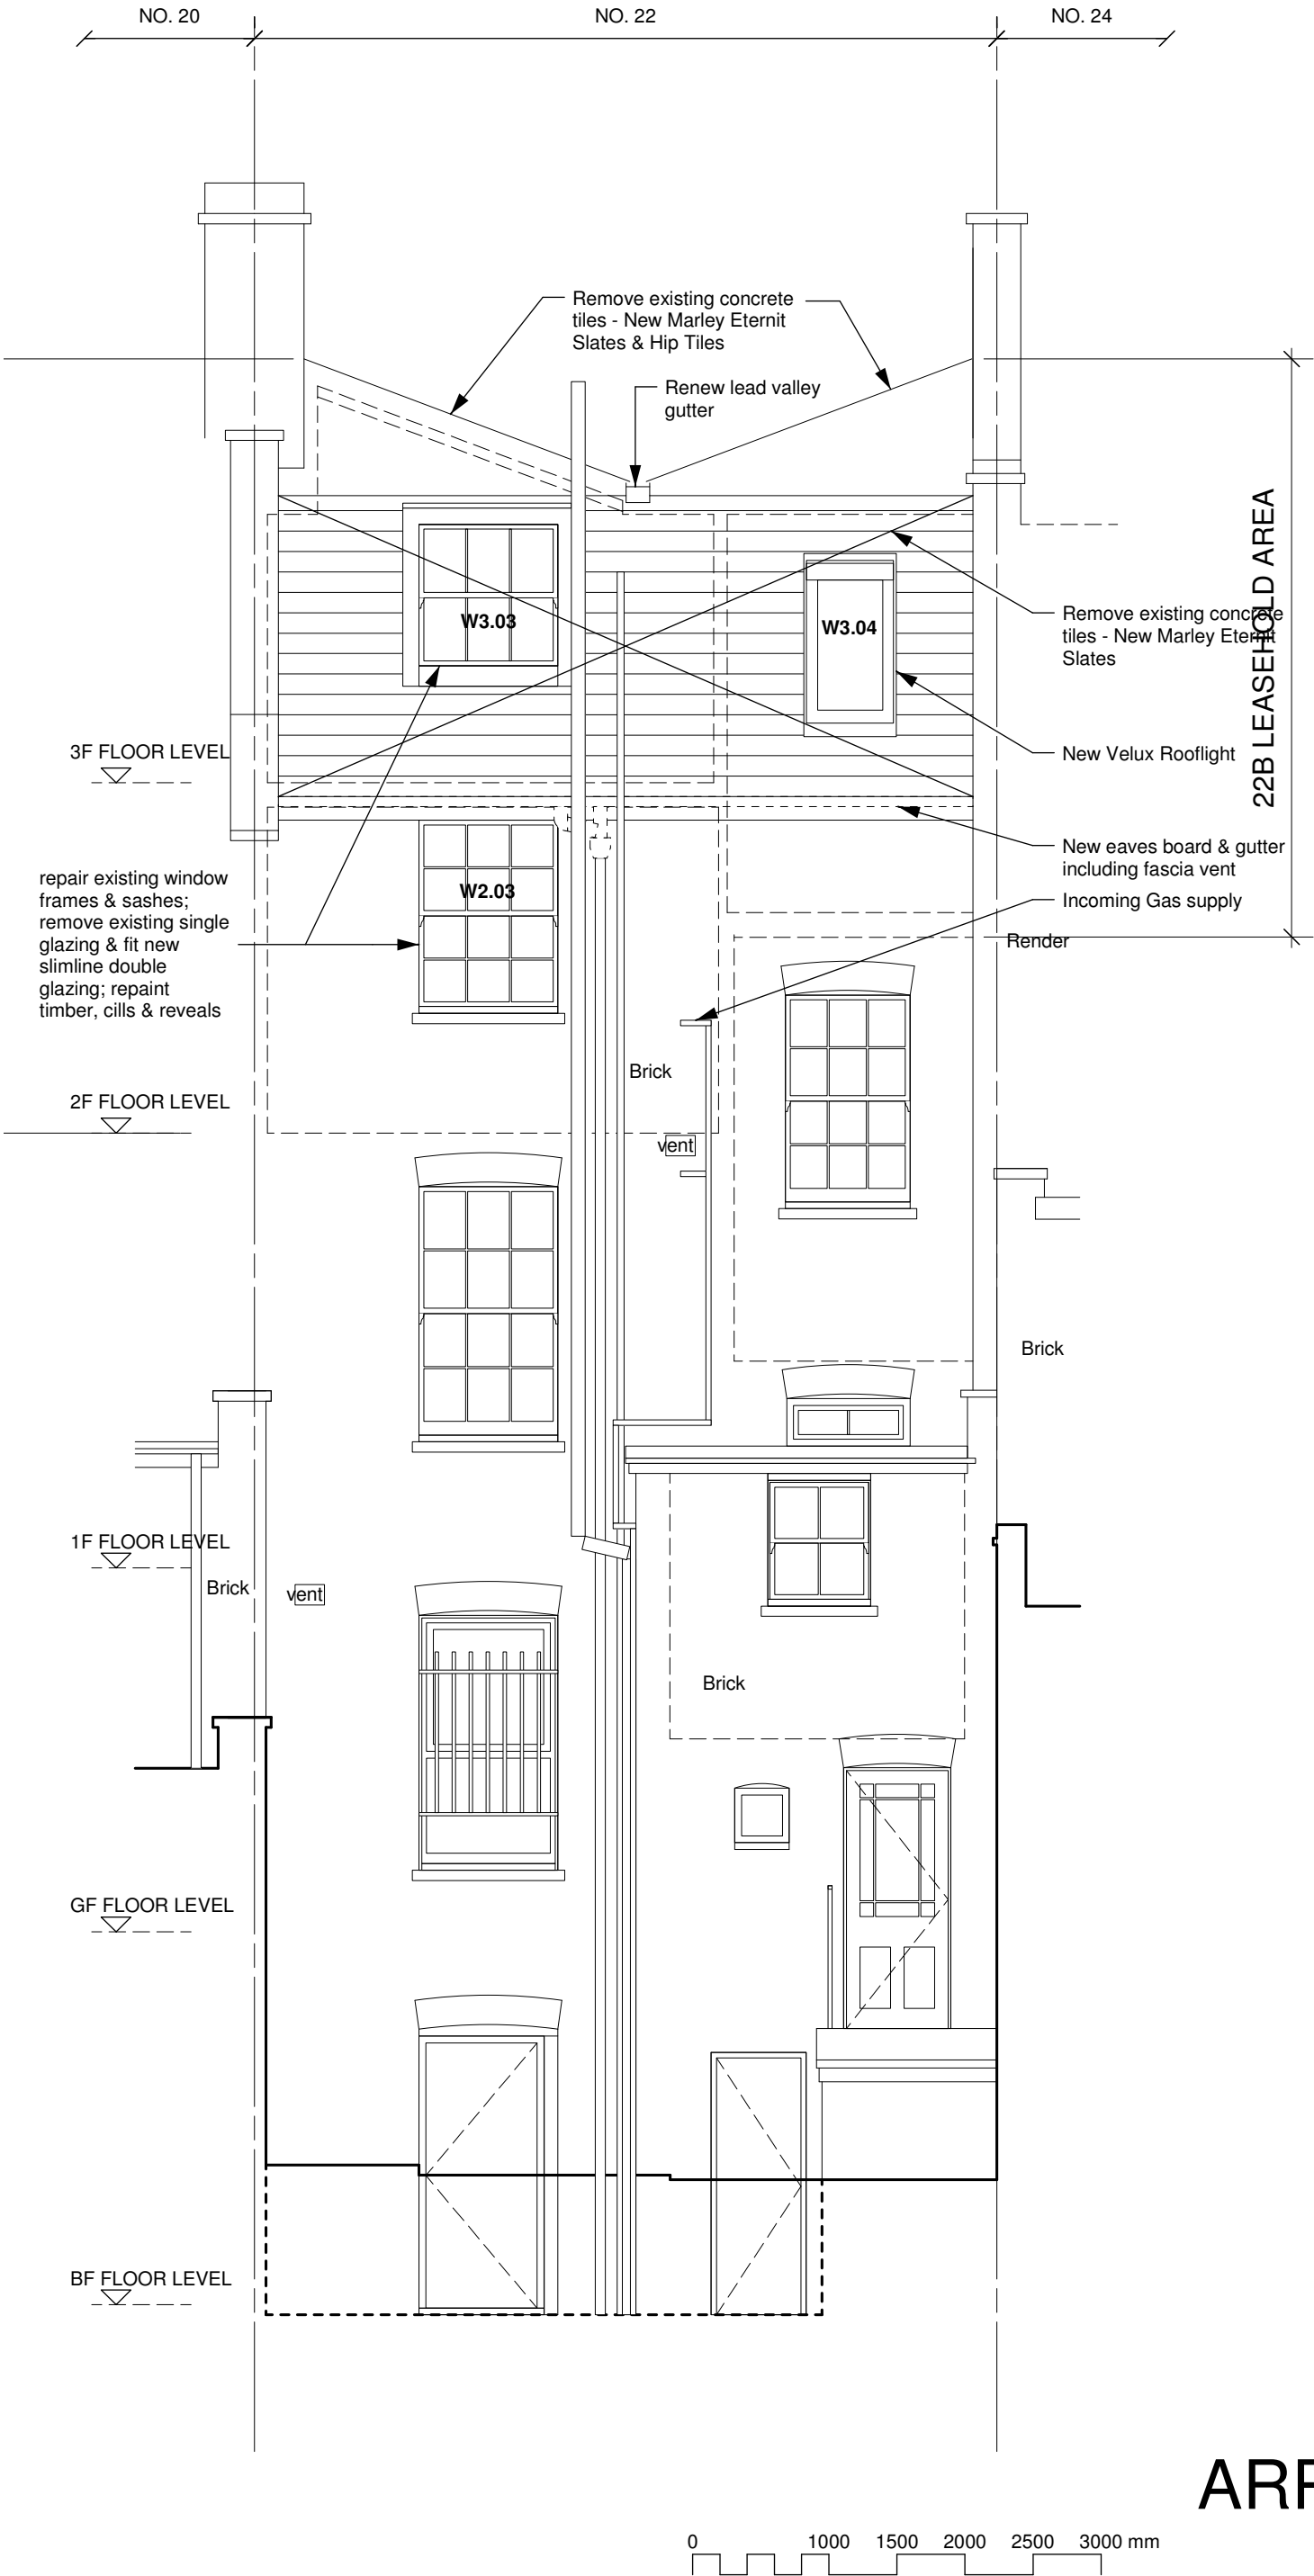 NO. 20
NO. 22
NO. 24
Remove existing concrete
tiles - New Marley Eternit
Slates & Hip Tiles
Renew lead valley
gutter
22B LEASEHOLD AREA
W3.03
W3.04
Remove existing concrete
tiles - New Marley Eternit
Slates
3F FLOOR LEVEL
New Velux Rooflight
New eaves board & gutter
including fascia vent
repair existing window
frames & sashes;
remove existing single
glazing & fit new
slimline double
glazing; repaint
timber, cills & reveals
W2.03
Incoming Gas supply
Render
Brick
2F FLOOR LEVEL
vent
Brick
1F FLOOR LEVEL
Brick
vent
Brick
GF FLOOR LEVEL
BF FLOOR LEVEL
ARR
0 1000 1500 2000 2500 3000 mm